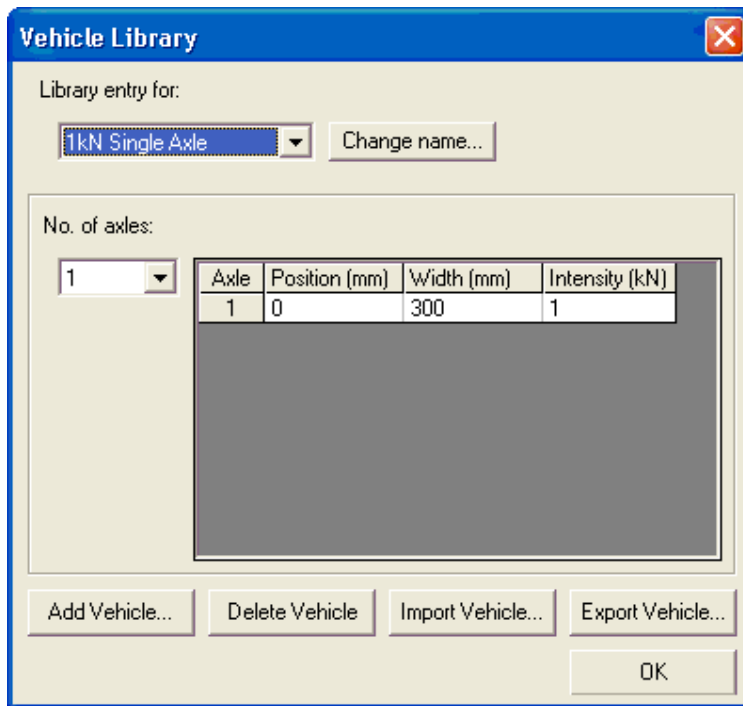 Vehicle Library
Library entry for:
1kN Single Axle
Change name...
No. of axles:
1
Axle Position (mm) Width (mm) Intensity (kN)
1 0 300 1
Add Vehicle... Delete Vehicle Import Vehicle... Export Vehicle...
OK